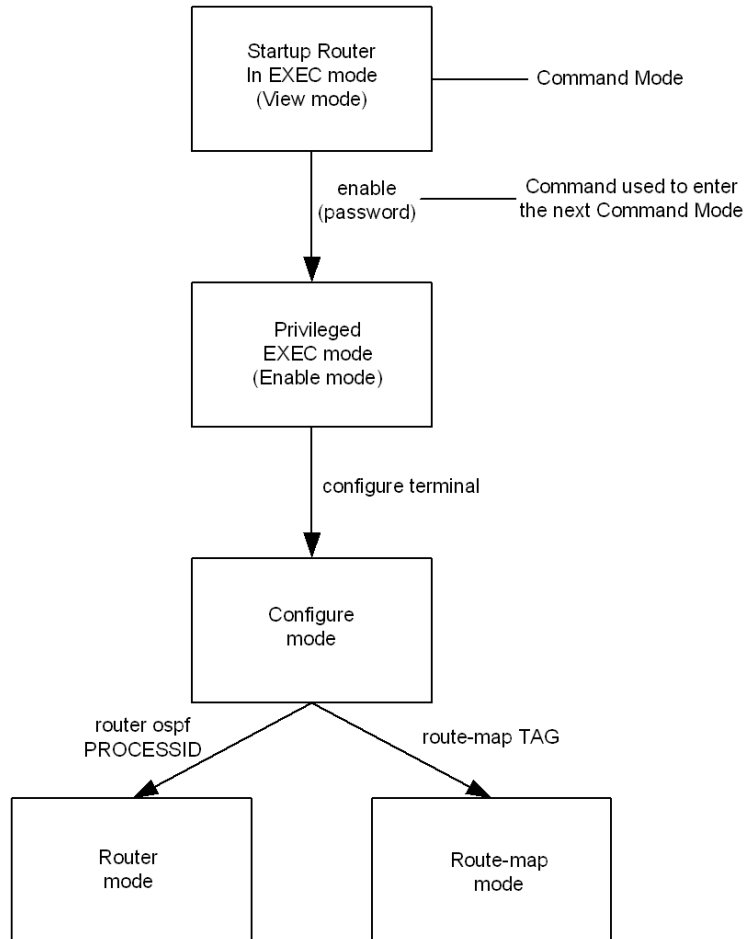 Startup Router
In EXEC mode
(View mode)
Command Mode
enable
(password)
Command used to enter
the next Command Mode
Privileged
EXEC mode
(Enable mode)
configure terminal
Configure
mode
router ospf
PROCESSID
route-map TAG
Router
mode
Route-map
mode